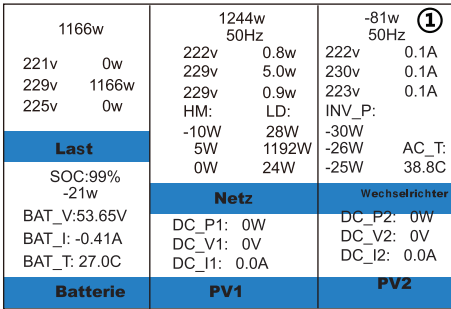 1166w
221v 0w
229v 1166w
225v 0w
Last
1244w
50Hz
222v 0.8w
229v 5.0w
229v 0.9w
HM: LD:
-10W 28W
5W 1192W
0W 24W
Netz
-81w ①
50Hz
222v 0.1A
230v 0.1A
223v 0.1A
INV_P:
-30W
-26W AC_T:
-25W 38.8C
Wechselrichter
SOC:99%
-21w
BAT_V:53.65V
BAT_I: -0.41A
BAT_T: 27.0C
Batterie
DC_P1: 0W
DC_V1: 0V
DC_I1: 0.0A
PV1
DC_P2: 0W
DC_V2: 0V
DC_I2: 0.0A
PV2